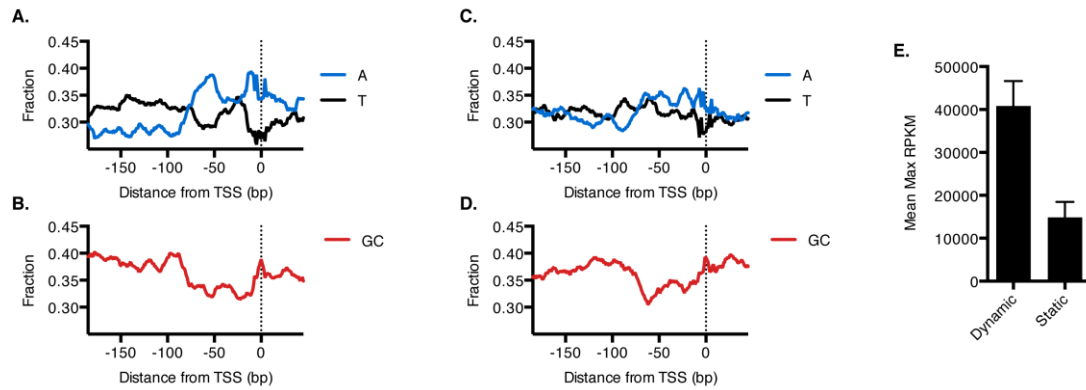 A.
0.45
0.40
0.35
0.30
Fraction
A
T
-150 -100 -50 0
Distance from TSS (bp)
B.
0.45
0.40
0.35
0.30
Fraction
GC
-150 -100 -50 0
Distance from TSS (bp)
C.
0.45
0.40
0.35
0.30
Fraction
A
T
-150 -100 -50 0
Distance from TSS (bp)
D.
0.45
0.40
0.35
0.30
Fraction
GC
-150 -100 -50 0
Distance from TSS (bp)
E.
50000
40000
30000
20000
10000
0
Mean Max RPKM
Dynamic
Static